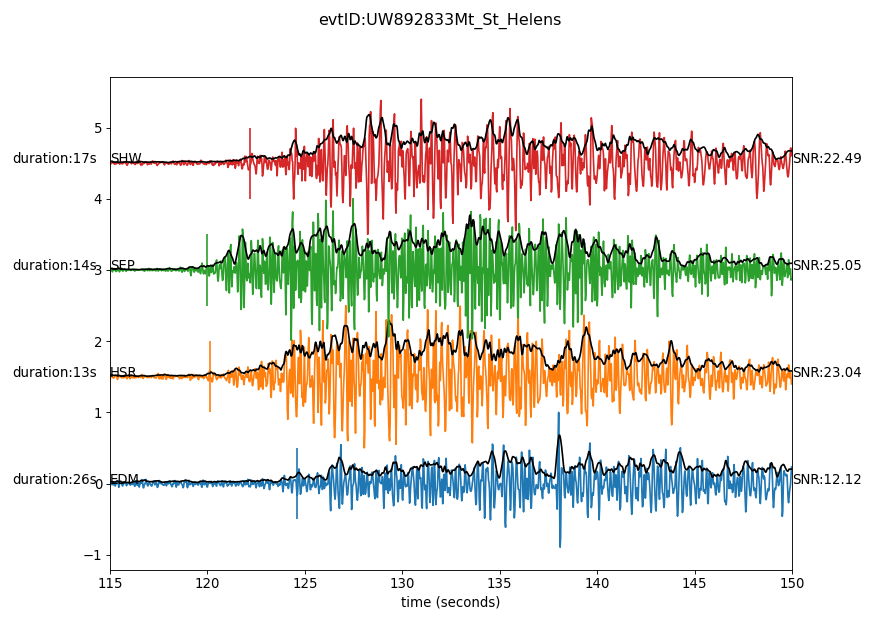 evtID:UW892833Mt_St_Helens
5
duration:17s SHW SNR:22.49
4
duration:14s 3 SEP SNR:25.05
2
duration:13s HSR SNR:23.04
1
duration:26s 0 EDM SNR:12.12
−1
115 120 125 130 135 140 145 150
time (seconds)